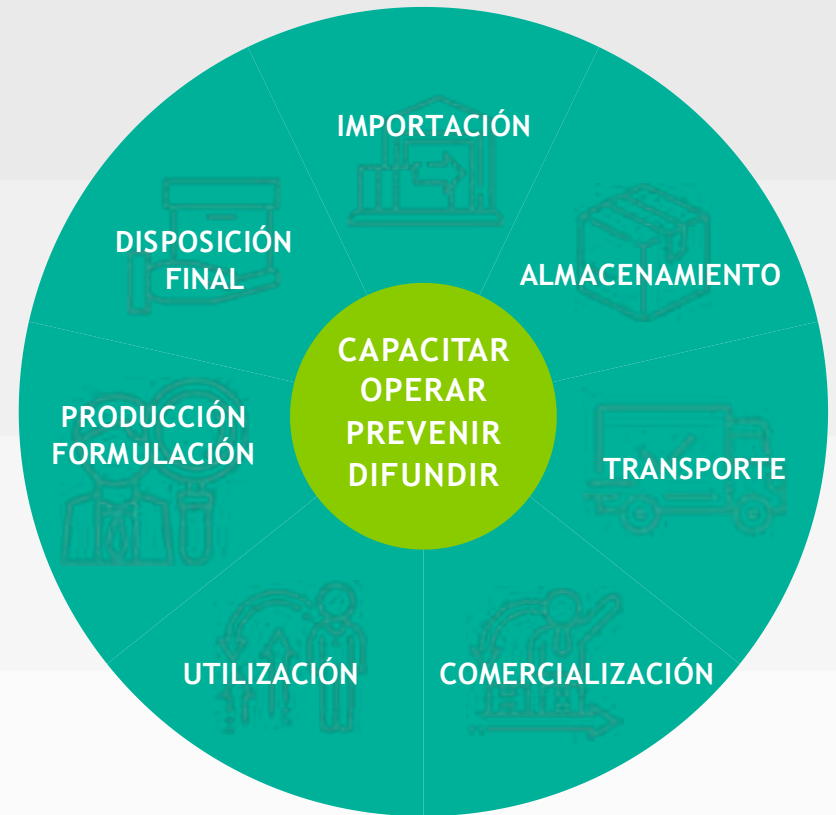 IMPORTACIÓN
ALMACENAMIENTO
TRANSPORTE
COMERCIALIZACIÓN
UTILIZACIÓN
PRODUCCIÓN
FORMULACIÓN
DISPOSICIÓN
FINAL
CAPACITAR
OPERAR
PREVENIR
DIFUNDIR